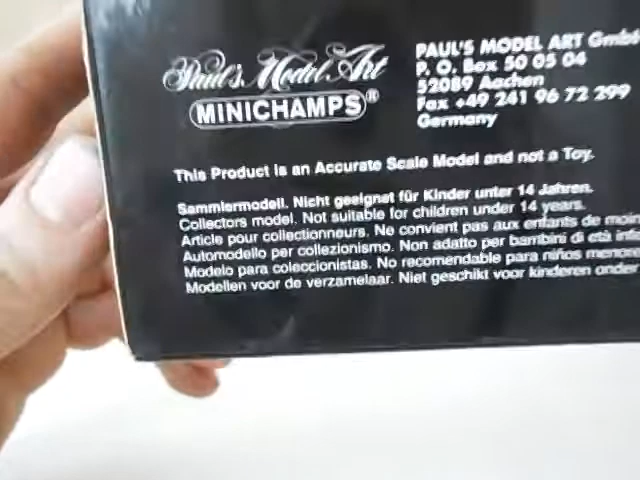 Paul's Model Art
MINICHAMPS®
PAUL'S MODEL ART GmbH
P. O. Box 50 05 04
52089 Aachen
Fax +49 241 96 72 299
Germany
This Product is an Accurate Scale Model and not a Toy.
Sammlermodell. Nicht geeignet für Kinder unter 14 Jahren.
Collectors model. Not suitable for children under 14 years.
Article pour collectionneurs. Ne convient pas aux enfants de
Automodello per collezionismo. Non adatto per bambini di età
Modelo para coleccionistas. No recomendable para niños
Modellen voor de verzamelaar. Niet geschikt voor kinderen